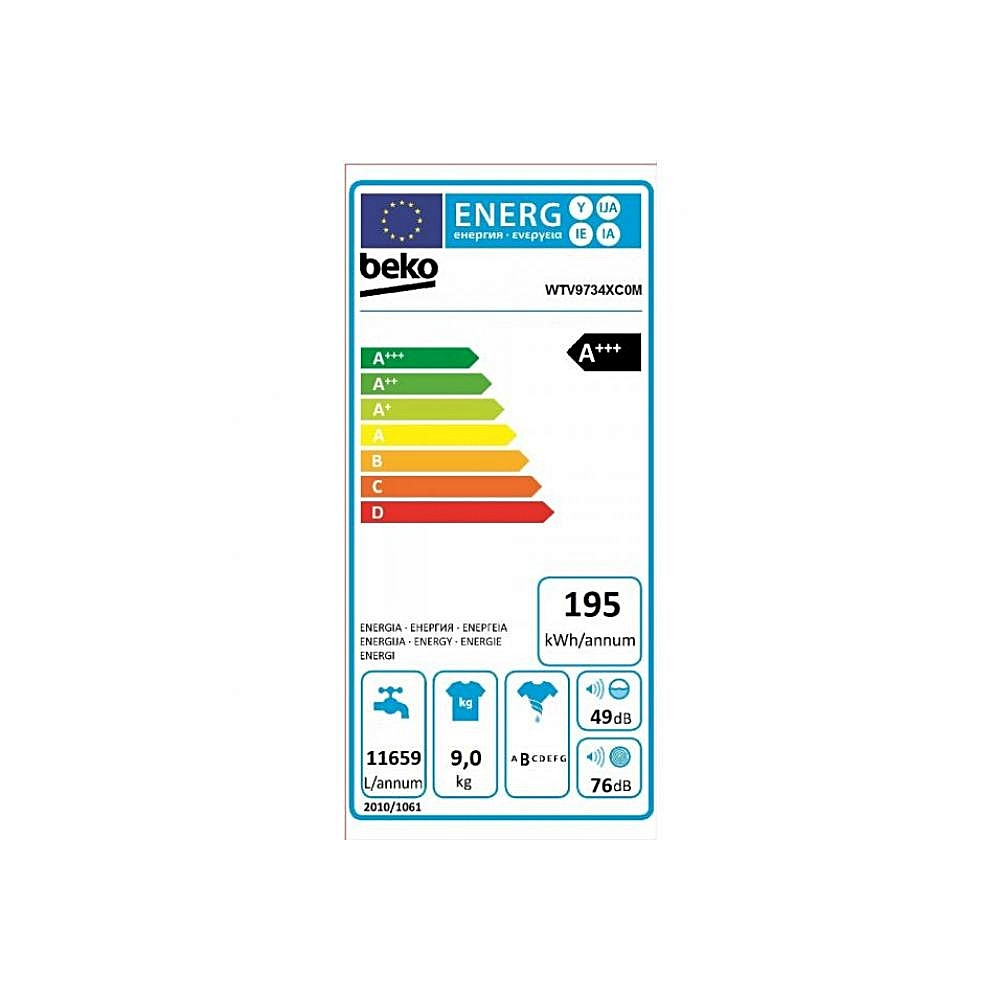 ENERG Y IJA
енергия · ενεργεια IE IA
beko
WTV9734XC0M
A+++
A+++
A++
A+
A
B
C
D
195
kWh/annum
ENERGIA · ЕНЕРГИЯ · ΕΝΕΡΓΕΙΑ
ENERGIJA · ENERGY · ENERGIE
ENERGI
kg
49dB
11659
L/annum
9,0
kg
ABCDEFG
76dB
2010/1061